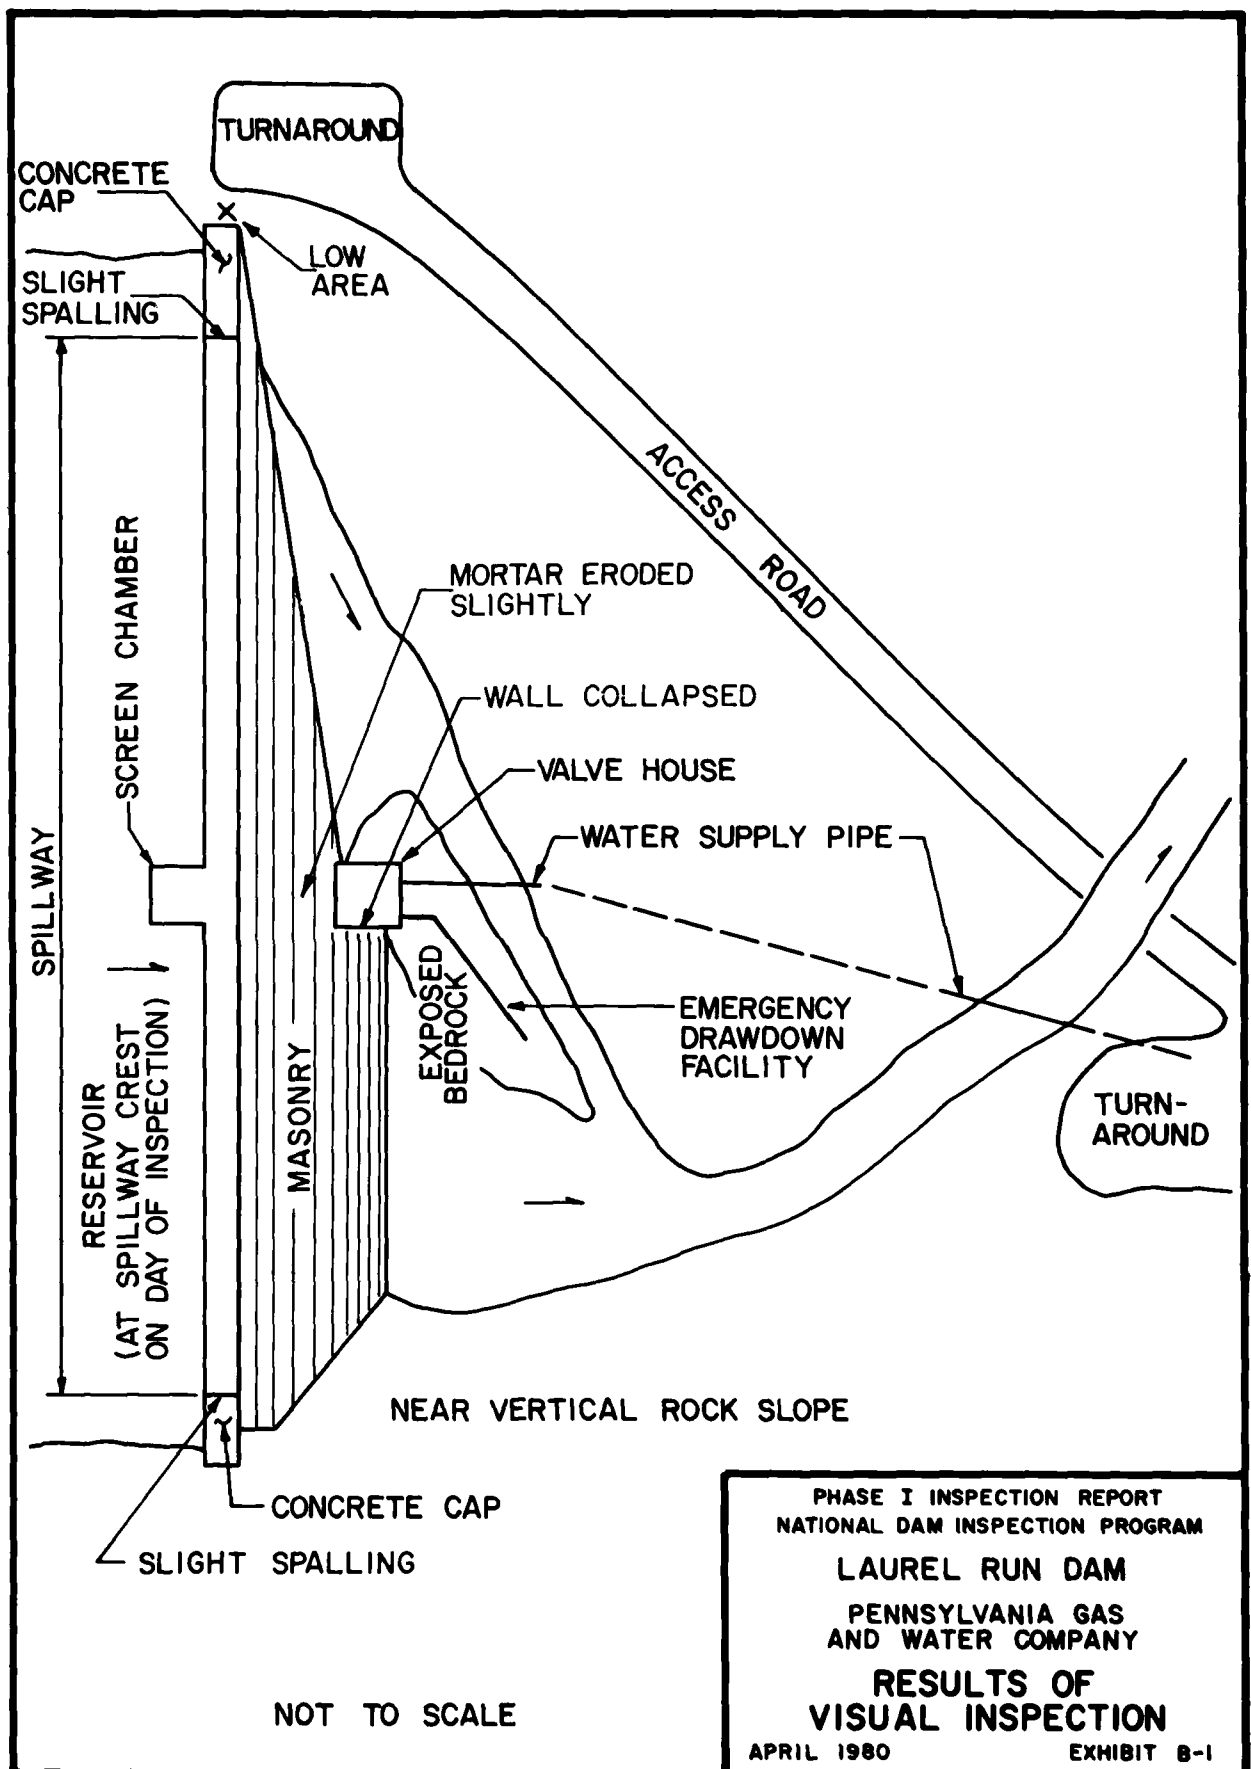 TURNAROUND
CONCRETE
CAP
LOW
AREA
SLIGHT
SPALLING
ACCESS ROAD
SCREEN CHAMBER
MORTAR ERODED
SLIGHTLY
WALL COLLAPSED
VALVE HOUSE
WATER SUPPLY PIPE
SPILLWAY
EXPOSED
BEDROCK
EMERGENCY
DRAWDOWN
FACILITY
RESERVOIR
(AT SPILLWAY CREST
ON DAY OF INSPECTION)
MASONRY
TURN-
AROUND
NEAR VERTICAL ROCK SLOPE
CONCRETE CAP
SLIGHT SPALLING
NOT TO SCALE
PHASE I INSPECTION REPORT
NATIONAL DAM INSPECTION PROGRAM
LAUREL RUN DAM
PENNSYLVANIA GAS
AND WATER COMPANY
RESULTS OF
VISUAL INSPECTION
APRIL 1980 EXHIBIT B-1